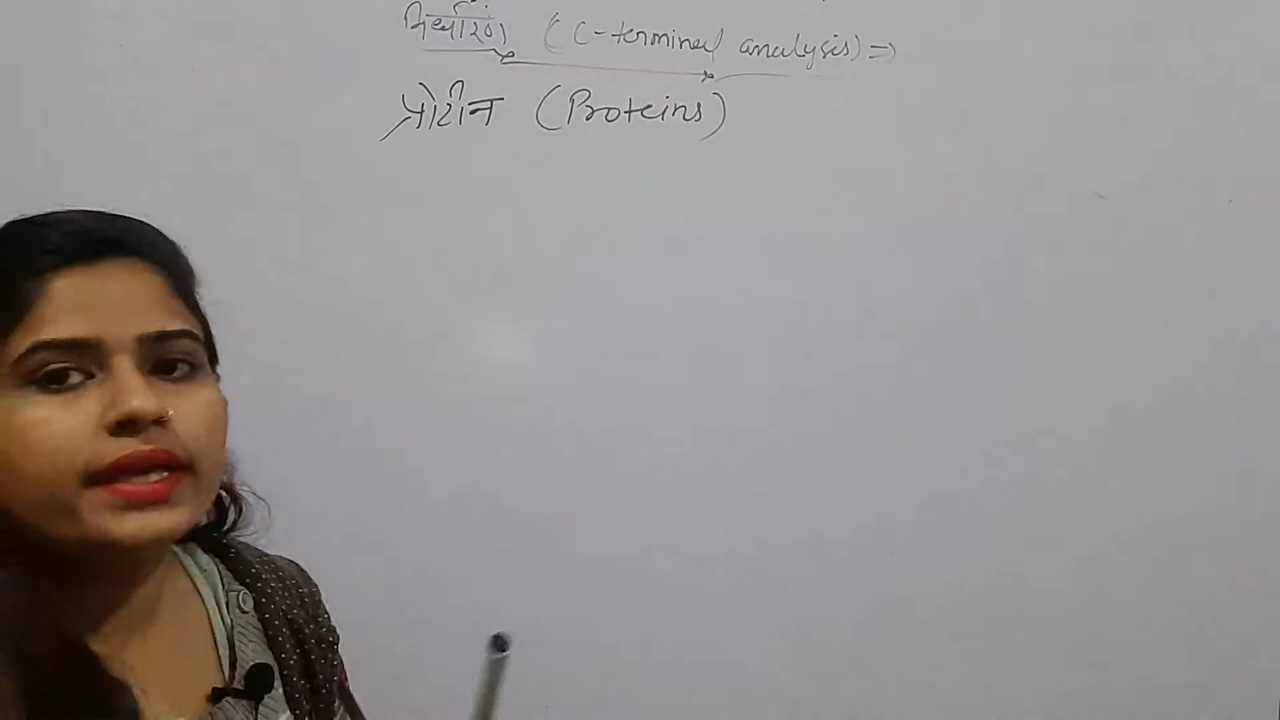 निर्धारण (C-terminal analysis) ⇒
प्रोटीन (Proteins)